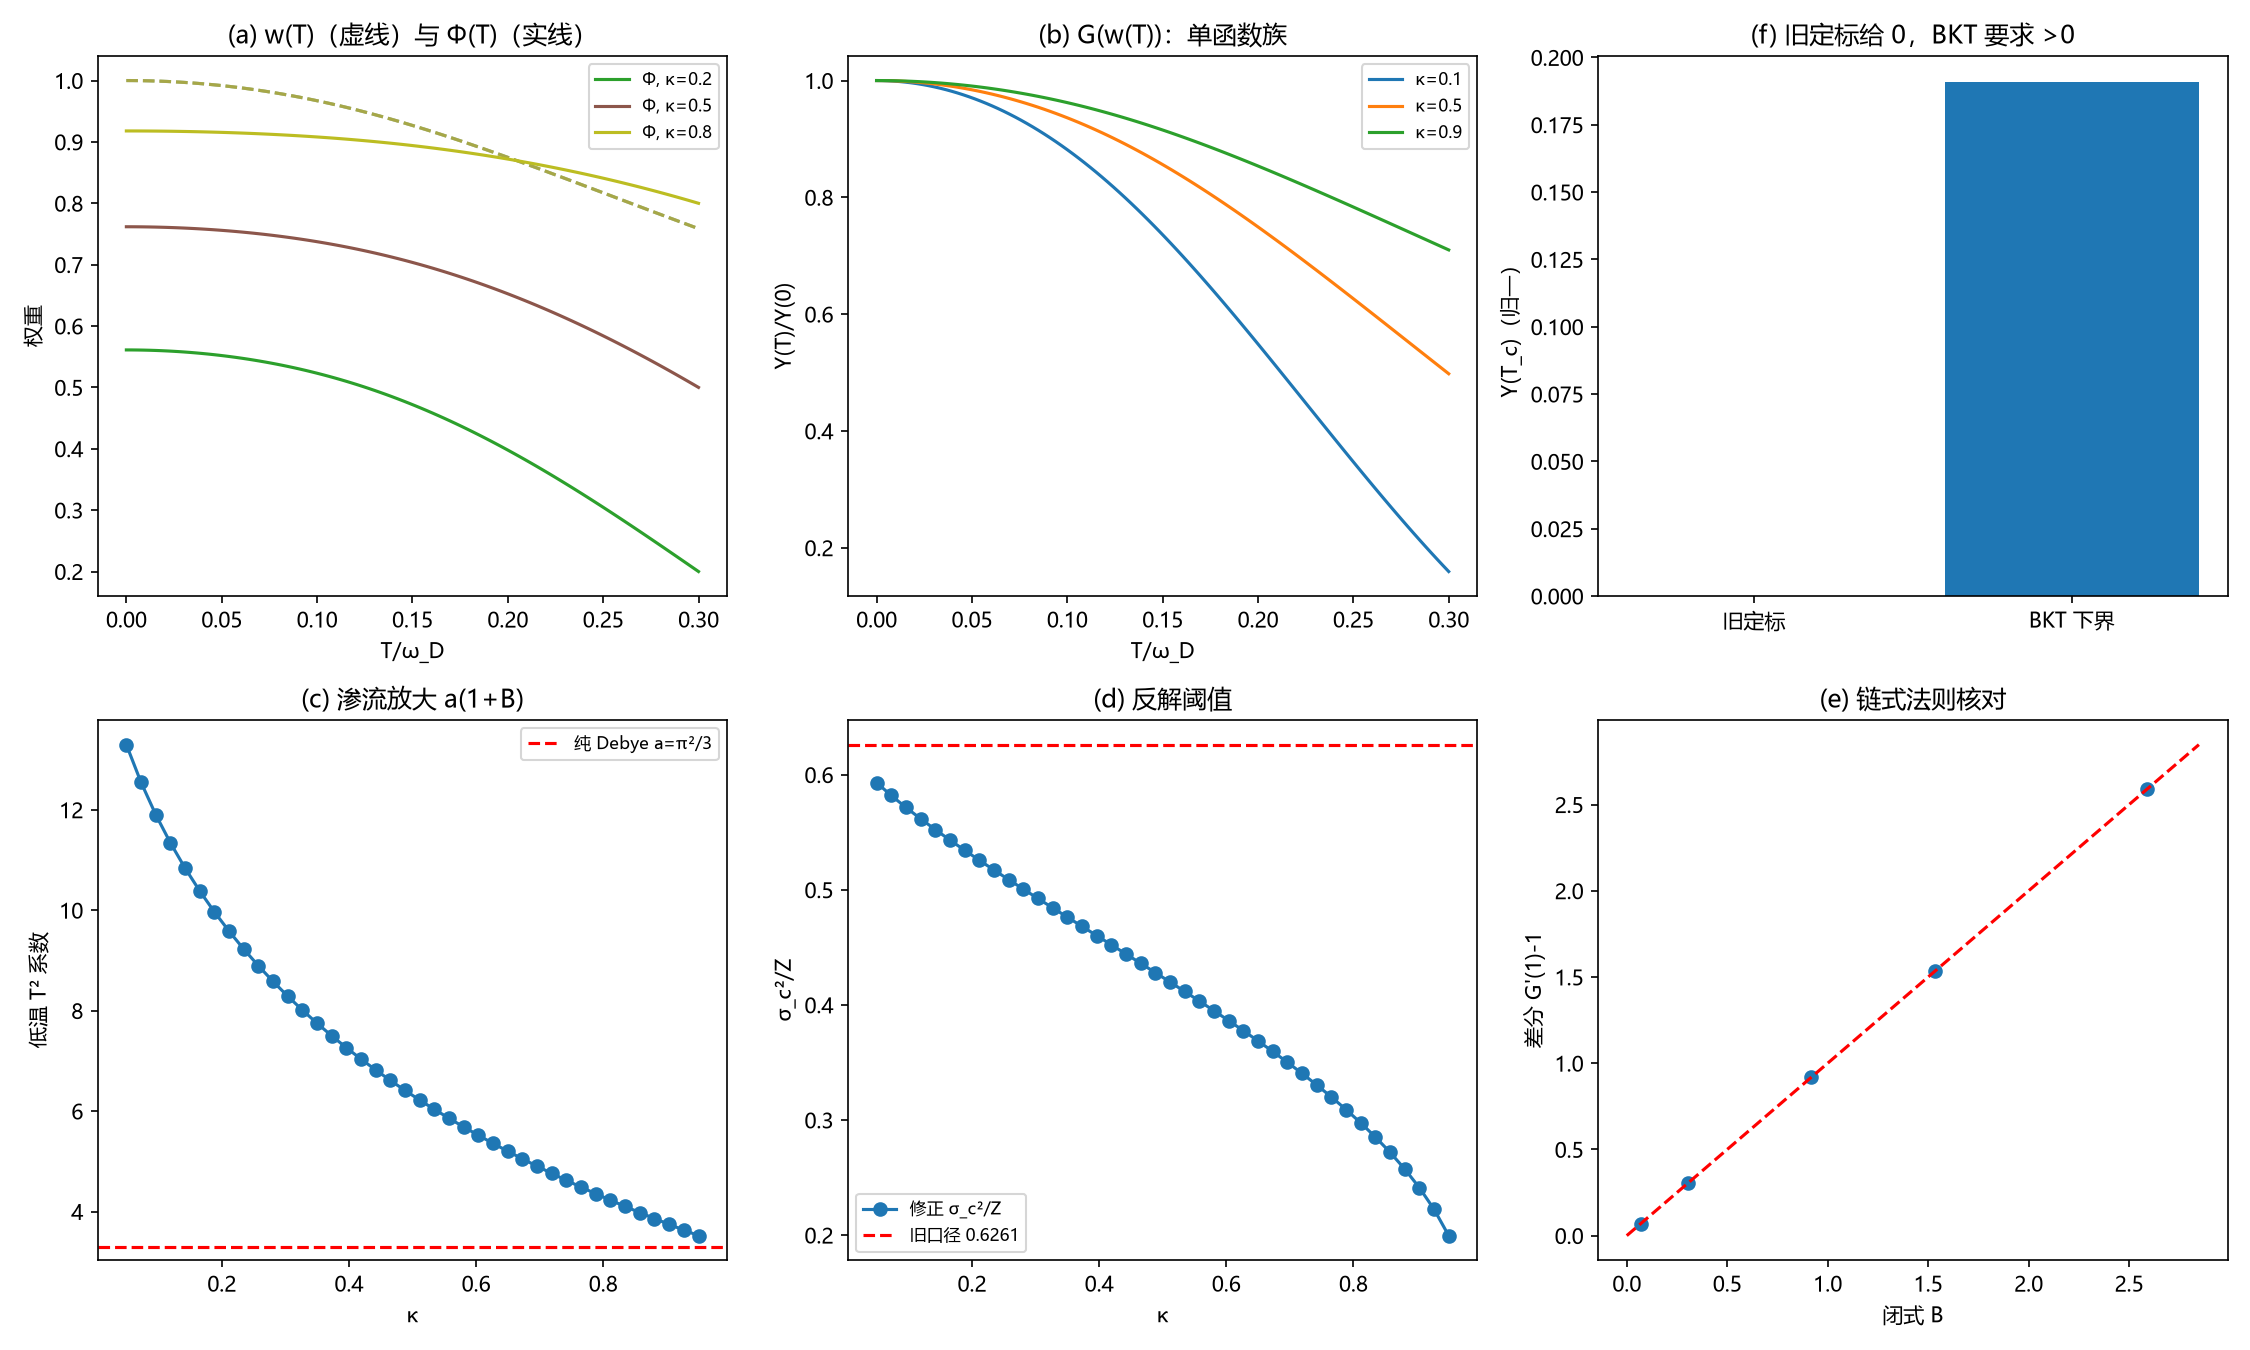 (a) w(T)（虚线）与 Φ(T)（实线）
1.0
0.9
0.8
0.7
0.6
0.5
0.4
0.3
0.2
权重
0.00 0.05 0.10 0.15 0.20 0.25 0.30
T/ω_D
Φ, κ=0.2
Φ, κ=0.5
Φ, κ=0.8
(b) G(w(T))：单函数族
1.0
0.8
0.6
0.4
0.2
Y(T)/Y(0)
0.00 0.05 0.10 0.15 0.20 0.25 0.30
T/ω_D
κ=0.1
κ=0.5
κ=0.9
(f) 旧定标给 0，BKT 要求 >0
0.200
0.175
0.150
0.125
0.100
0.075
0.050
0.025
0.000
Y(T_c)（归一）
旧定标 BKT 下界
(c) 渗流放大 a(1+B)
12
10
8
6
4
低温 T² 系数
0.2 0.4 0.6 0.8
κ
纯 Debye a=π²/3
(d) 反解阈值
0.6
0.5
0.4
0.3
0.2
σ_c²/Z
0.2 0.4 0.6 0.8
κ
修正 σ_c²/Z
旧口径 0.6261
(e) 链式法则核对
2.5
2.0
1.5
1.0
0.5
0.0
差分 G'(1)-1
0.0 0.5 1.0 1.5 2.0 2.5
闭式 B